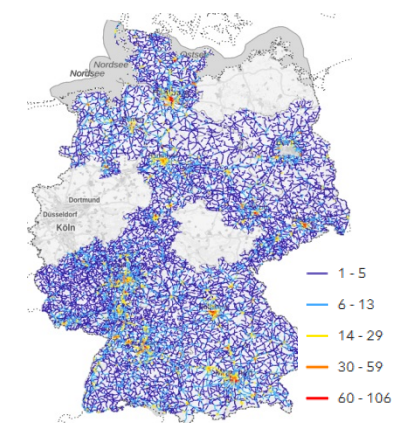 Ostsee
Nordsee
Nordsee
Dortmund
Düsseldorf
Köln
1 - 5
6 - 13
14 - 29
30 - 59
60 - 106